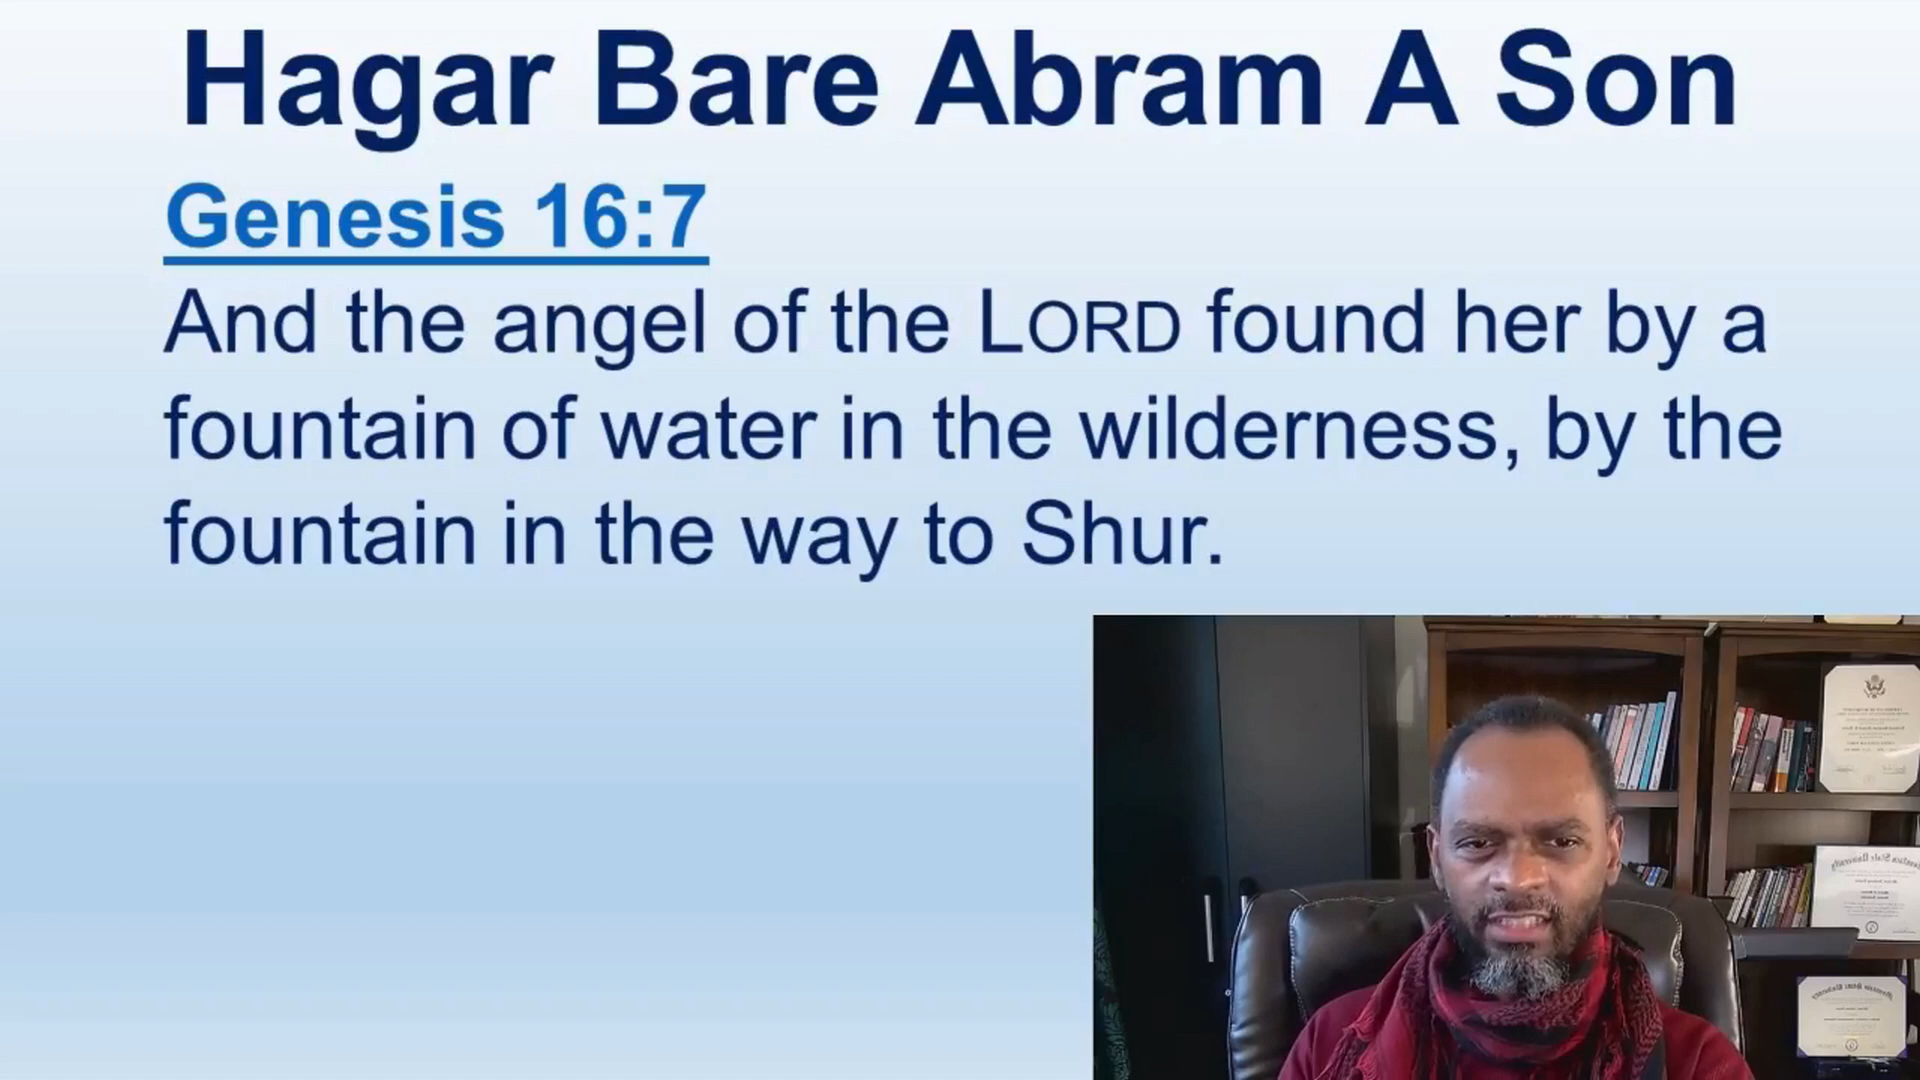 Hagar Bare Abram A Son
Genesis 16:7
And the angel of the LORD found her by a
fountain of water in the wilderness, by the
fountain in the way to Shur.